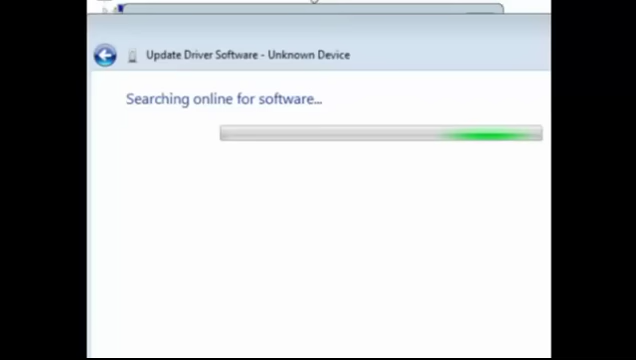 Update Driver Software - Unknown Device
Searching online for software...